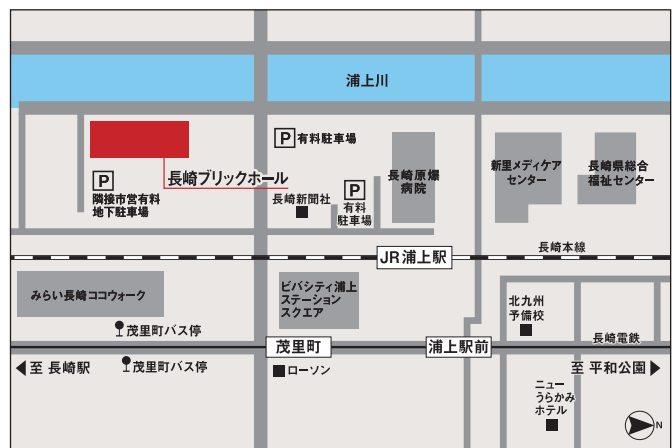 浦上川
P 有料駐車場
長崎原爆
病院
新里メディケア
センター
長崎県総合
福祉センター
長崎ブリックホール
P
隣接市営有料
地下駐車場
長崎新聞社
P
有料
駐車場
長崎本線
JR浦上駅
みらい長崎ココウォーク
ビバシティ浦上
ステーション
スクエア
北九州
予備校
茂里町バス停
長崎電鉄
茂里町
浦上駅前
至 長崎駅
茂里町バス停
ローソン
至 平和公園
ニュー
うらかみ
ホテル
N